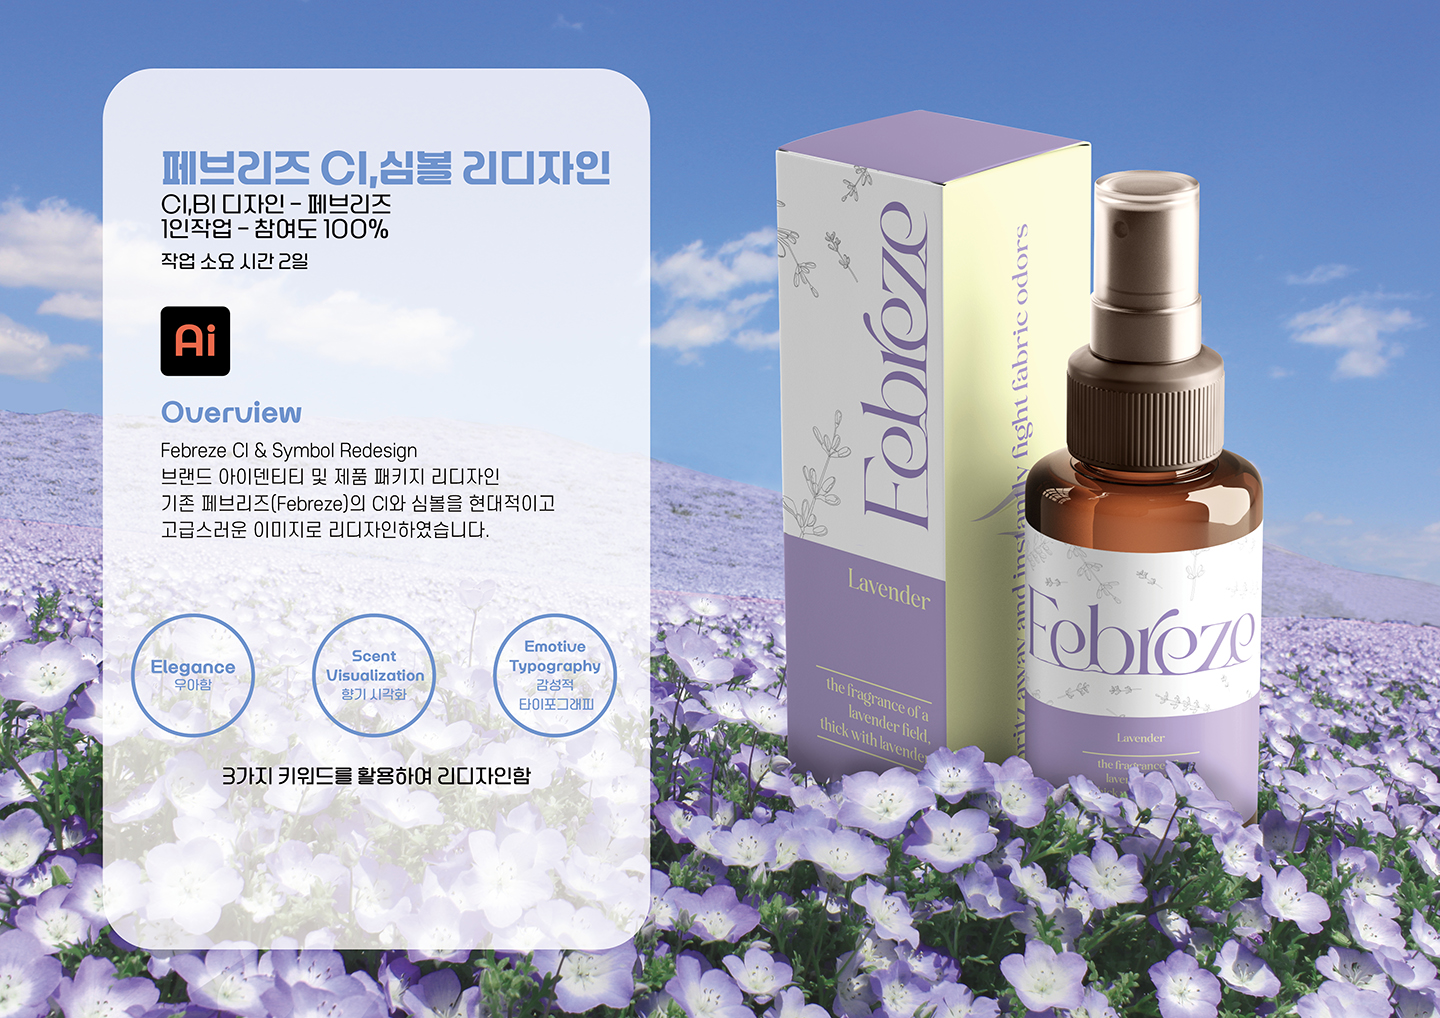 페브리즈 CI,심볼 리디자인
CI,BI 디자인 - 페브리즈
1인작업 - 참여도 100%
작업 소요 시간 2일
Ai
Overview
Febreze CI & Symbol Redesign
브랜드 아이덴티티 및 제품 패키지 리디자인
기존 페브리즈(Febreze)의 CI와 심볼을 현대적이고
고급스러운 이미지로 리디자인하였습니다.
Elegance
우아함
Scent
Visualization
향기 시각화
Emotive
Typography
감성적
타이포그래피
3가지 키워드를 활용하여 리디자인함
Febreze
Lavender
the fragrance of a
lavender field,
thick with lavender
away and instantly fight fabric odors
Febreze
Lavender
the fragrance